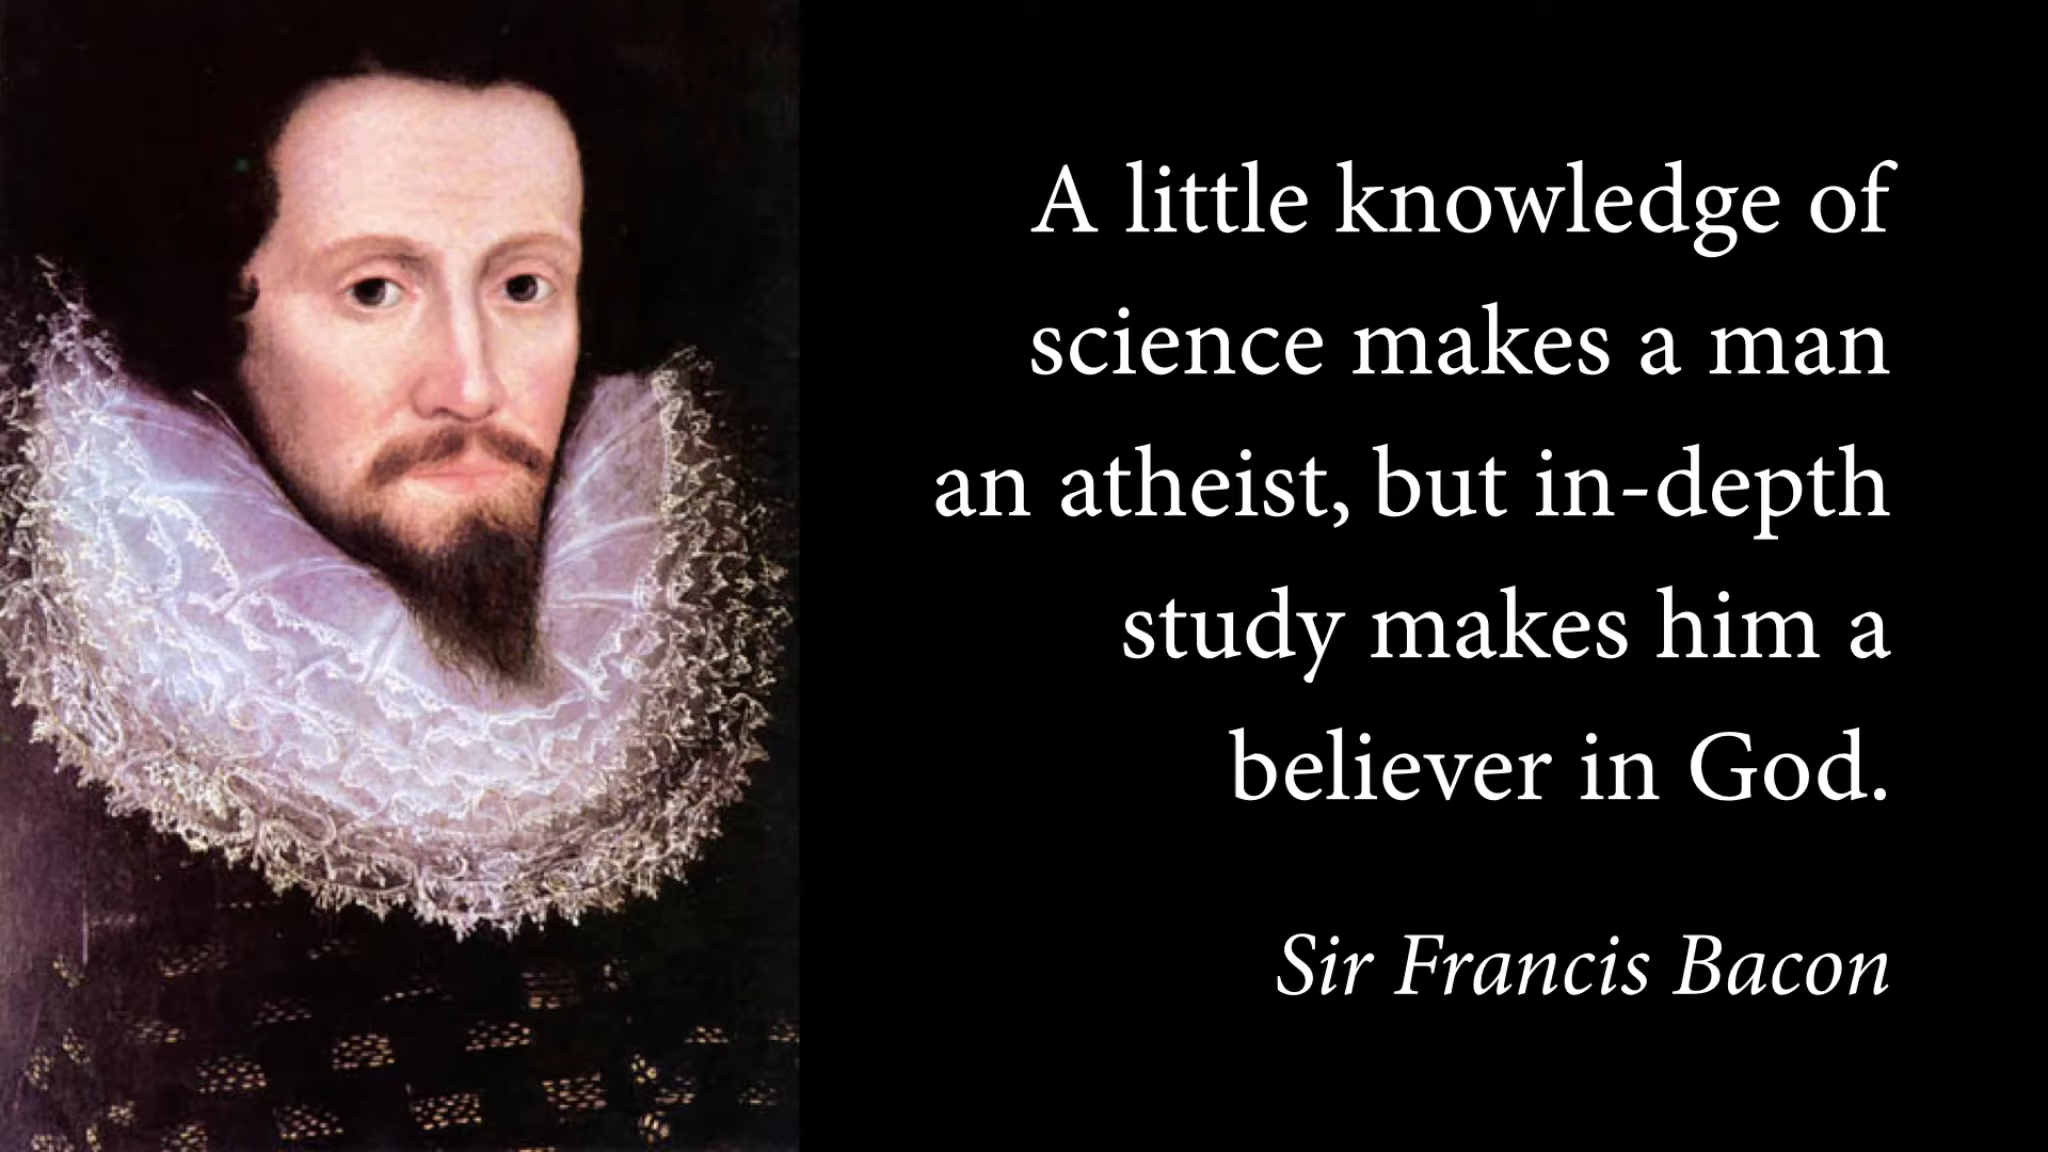 A little knowledge of
science makes a man
an atheist, but in-depth
study makes him a
believer in God.
Sir Francis Bacon